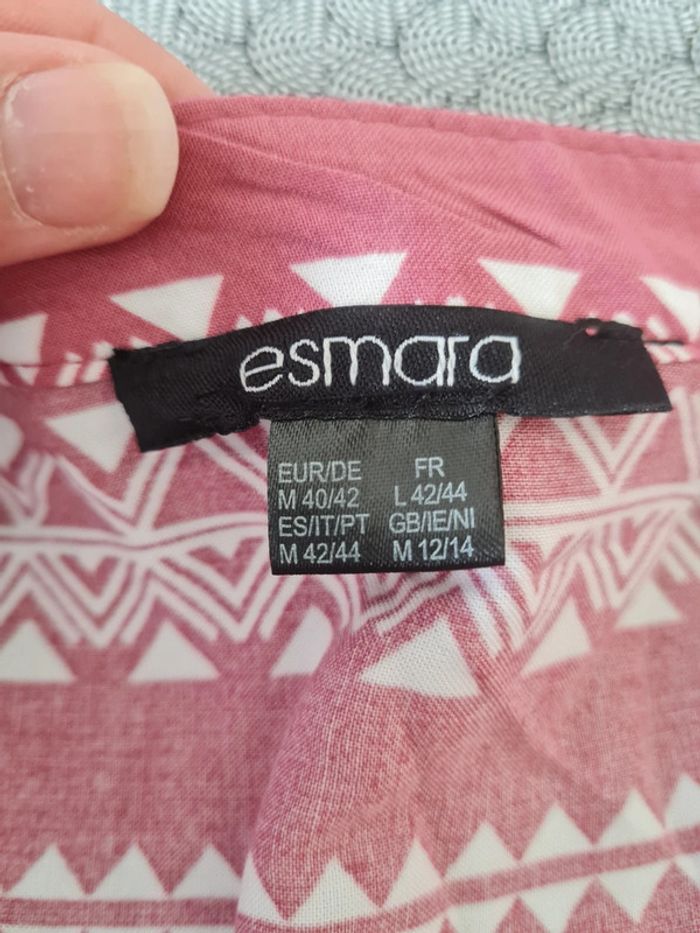 esmara
EUR/DE FR
M 40/42 L 42/44
ES/IT/PT GB/IE/NI
M 42/44 M 12/14